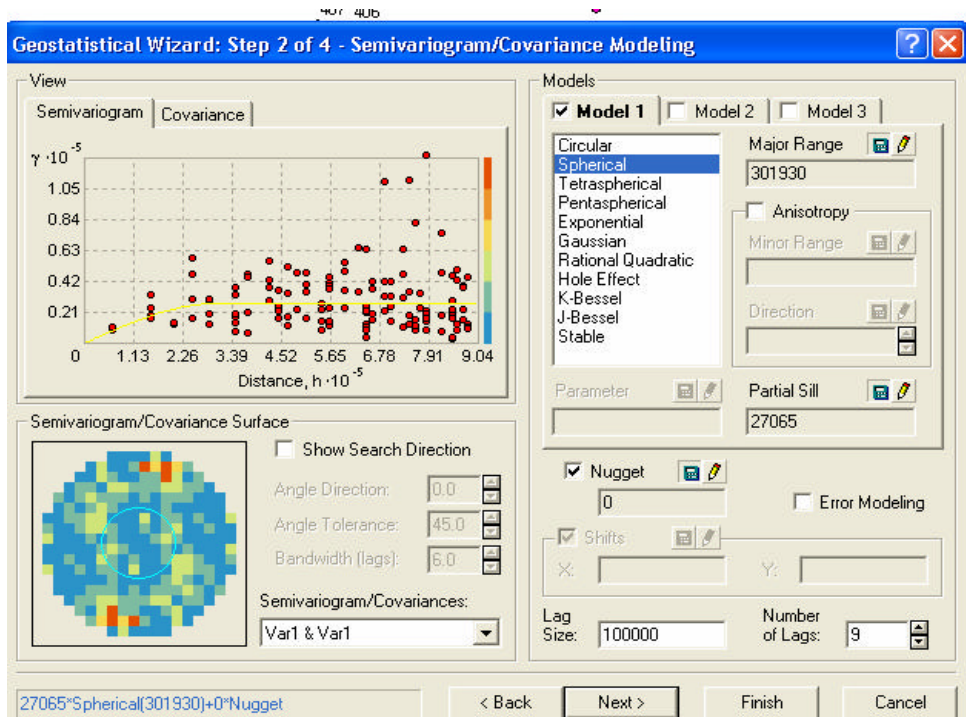 407 406
Geostatistical Wizard: Step 2 of 4 - Semivariogram/Covariance Modeling
View
Semivariogram
Covariance
γ ·10 -5
1.05
0.84
0.63
0.42
0.21
0 1.13 2.26 3.39 4.52 5.65 6.78 7.91 9.04
Distance, h ·10 -5
Semivariogram/Covariance Surface
Show Search Direction
Angle Direction: 0.0
Angle Tolerance: 45.0
Bandwidth (lags): 6.0
Semivariogram/Covariances:
Var1 & Var1
Models
Model 1
Model 2
Model 3
Circular
Spherical
Tetraspherical
Pentaspherical
Exponential
Gaussian
Rational Quadratic
Hole Effect
K-Bessel
J-Bessel
Stable
Major Range
301930
Anisotropy
Minor Range
Direction
Parameter
Partial Sill
27065
Nugget
0
Error Modeling
Shifts
X:
Y:
Lag Size: 100000
Number of Lags: 9
27065*Spherical(301930)+0*Nugget
< Back
Next >
Finish
Cancel